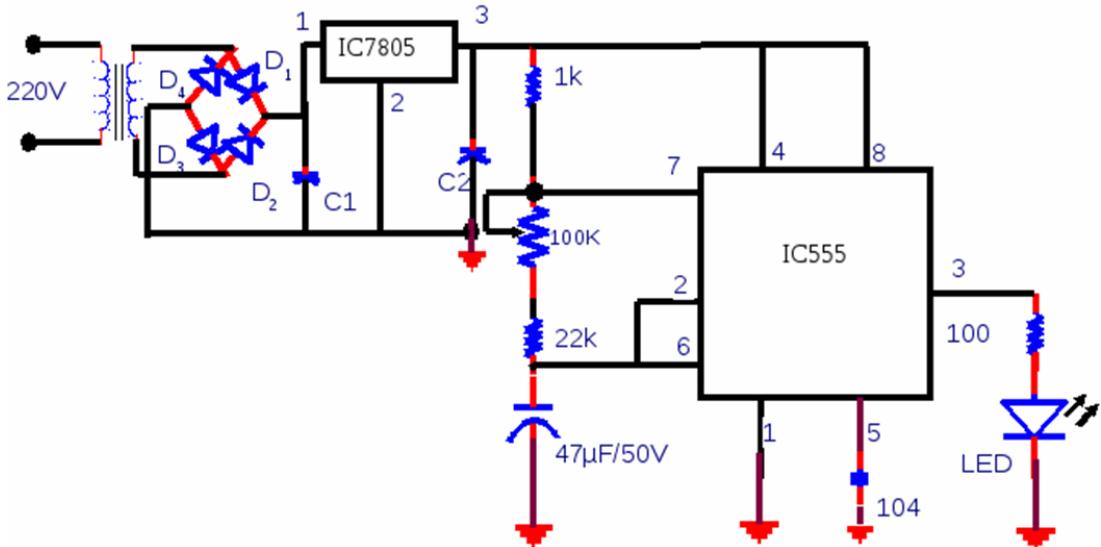 3
1
IC7805
D₁
D₄
1k
220V
2
7
4
8
D₃
C2
D₂
C1
100K
IC555
2
3
22k
6
100
1
5
47µF/50V
LED
104